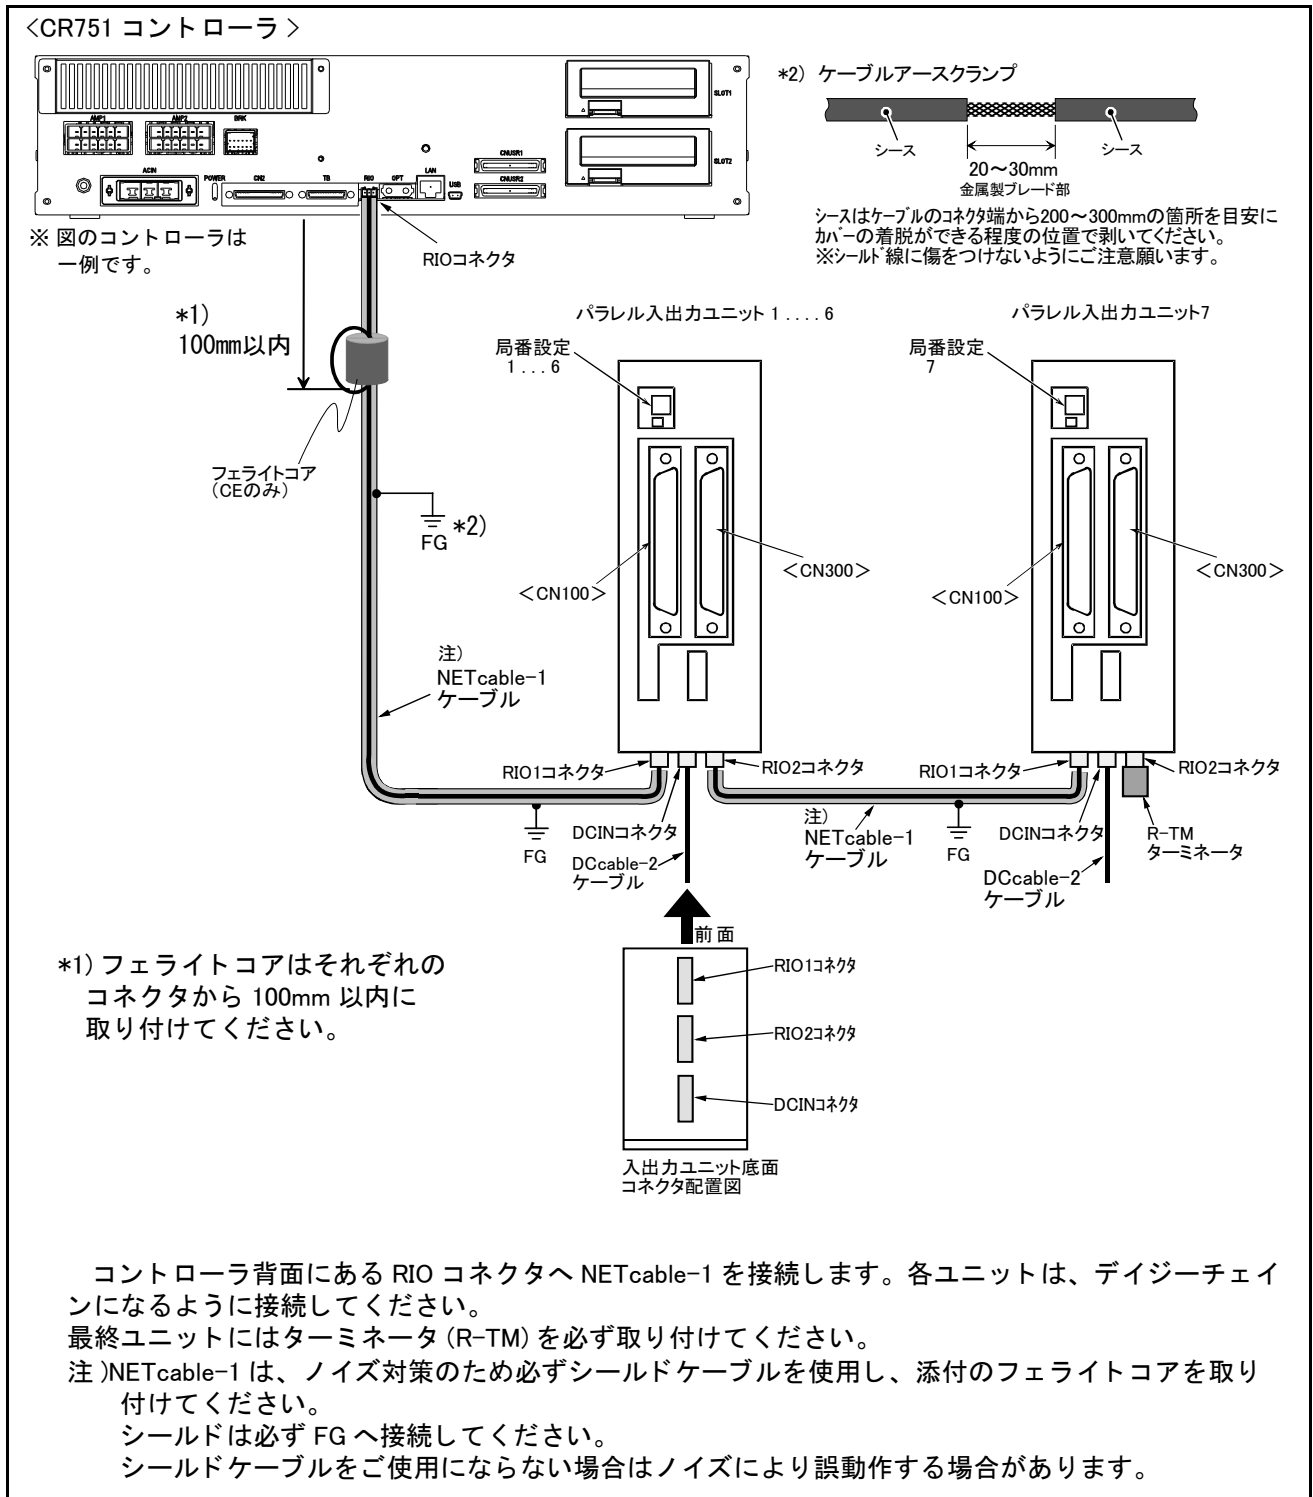 <CR751 コントローラ>
AMP1
AMP2
BRK
SLOT1
SLOT2
CNUSR1
CNUSR2
ACIN
POWER
CN2
TB
RIO
OPT
LAN
USB
※ 図のコントローラは
一例です。
RIOコネクタ
*2) ケーブルアースクランプ
シース
シース
20～30mm
金属製ブレード部
シースはケーブルのコネクタ端から200～300mmの箇所を目安に
カバーの着脱ができる程度の位置で剥いてください。
※シールド線に傷をつけないようにご注意願います。
*1)
100mm以内
フェライトコア
(CEのみ)
FG
*2)
パラレル入出力ユニット 1 . . . . 6
局番設定
1 . . . 6
<CN100>
<CN300>
パラレル入出力ユニット7
局番設定
7
<CN100>
<CN300>
注)
NETcable-1
ケーブル
RIO1コネクタ
RIO2コネクタ
RIO1コネクタ
RIO2コネクタ
FG
DCINコネクタ
DCcable-2
ケーブル
注)
NETcable-1
ケーブル
FG
DCINコネクタ
DCcable-2
ケーブル
R-TM
ターミネータ
前面
RIO1コネクタ
RIO2コネクタ
DCINコネクタ
入出力ユニット底面
コネクタ配置図
*1) フェライトコアはそれぞれの
コネクタから 100mm 以内に
取り付けてください。
コントローラ背面にある RIO コネクタへ NETcable-1 を接続します。各ユニットは、デイジーチェイ
ンになるように接続してください。
最終ユニットにはターミネータ (R-TM) を必ず取り付けてください。
注 )NETcable-1 は、ノイズ対策のため必ずシールドケーブルを使用し、添付のフェライトコアを取り
付けてください。
シールドは必ず FG へ接続してください。
シールドケーブルをご使用にならない場合はノイズにより誤動作する場合があります。